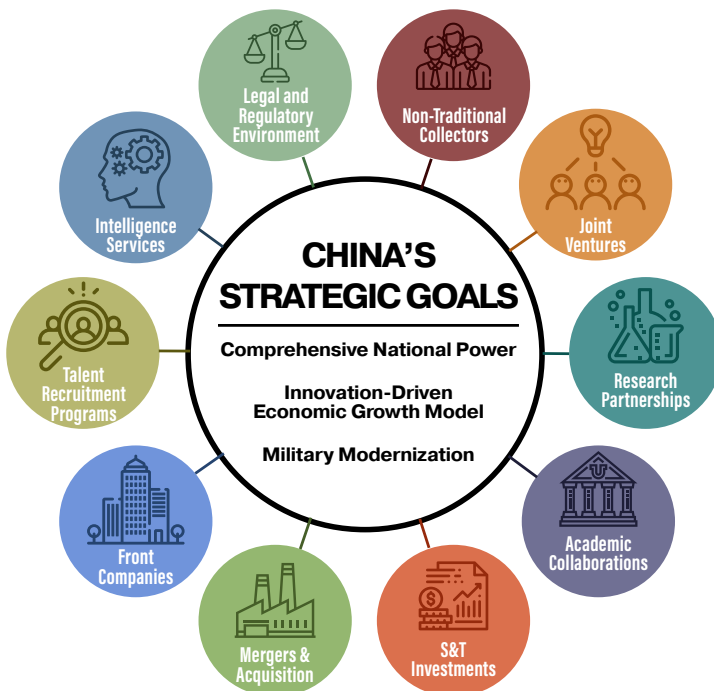 CHINA'S
STRATEGIC GOALS
Comprehensive National Power
Innovation-Driven
Economic Growth Model
Military Modernization
Legal and
Regulatory
Environment
Non-Traditional
Collectors
Joint
Ventures
Research
Partnerships
Academic
Collaborations
S&T
Investments
Mergers &
Acquisition
Front
Companies
Talent
Recruitment
Programs
Intelligence
Services